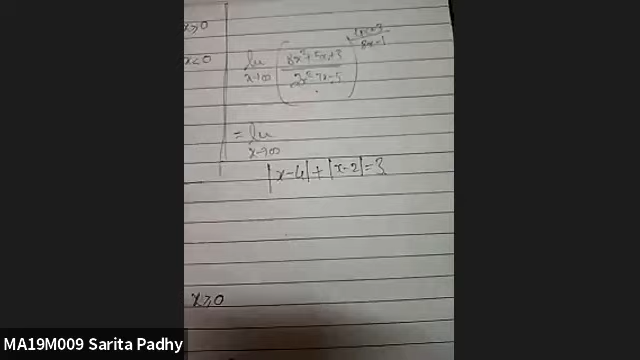 x≥0
x<0
lim x→∞ (8x²+5x+3 / 2x²-7x-5)
= lim x→∞
|x-4|+|x-2|=3
x≥0
MA19M009 Sarita Padhy